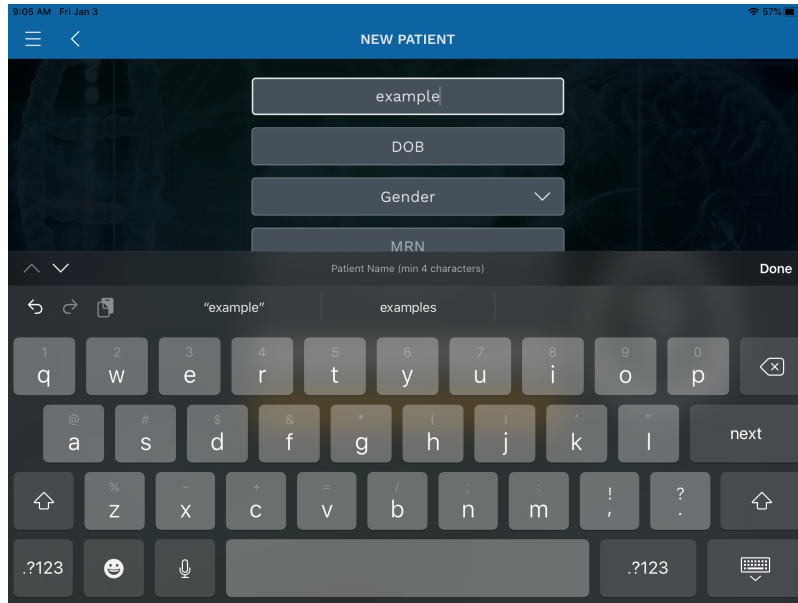 9:05 AM Fri Jan 3 57%
NEW PATIENT
example
DOB
Gender
MRN
Patient Name (min 4 characters) Done
“example” examples
1 2 3 4 5 6 7 8 9 0
q w e r t y u i o p
@ # $ & * ( ) ' "
a s d f g h j k l next
% - + = / ; : ! ?
z x c v b n m , .
.?123 .?123